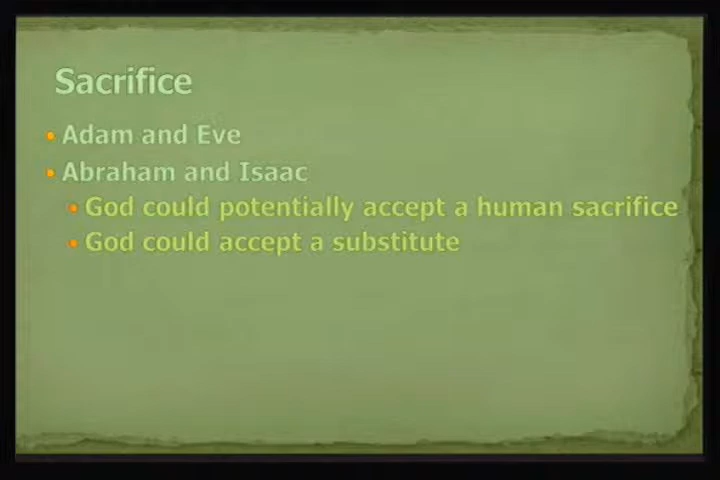 Sacrifice
• Adam and Eve
• Abraham and Isaac
• God could potentially accept a human sacrifice
• God could accept a substitute